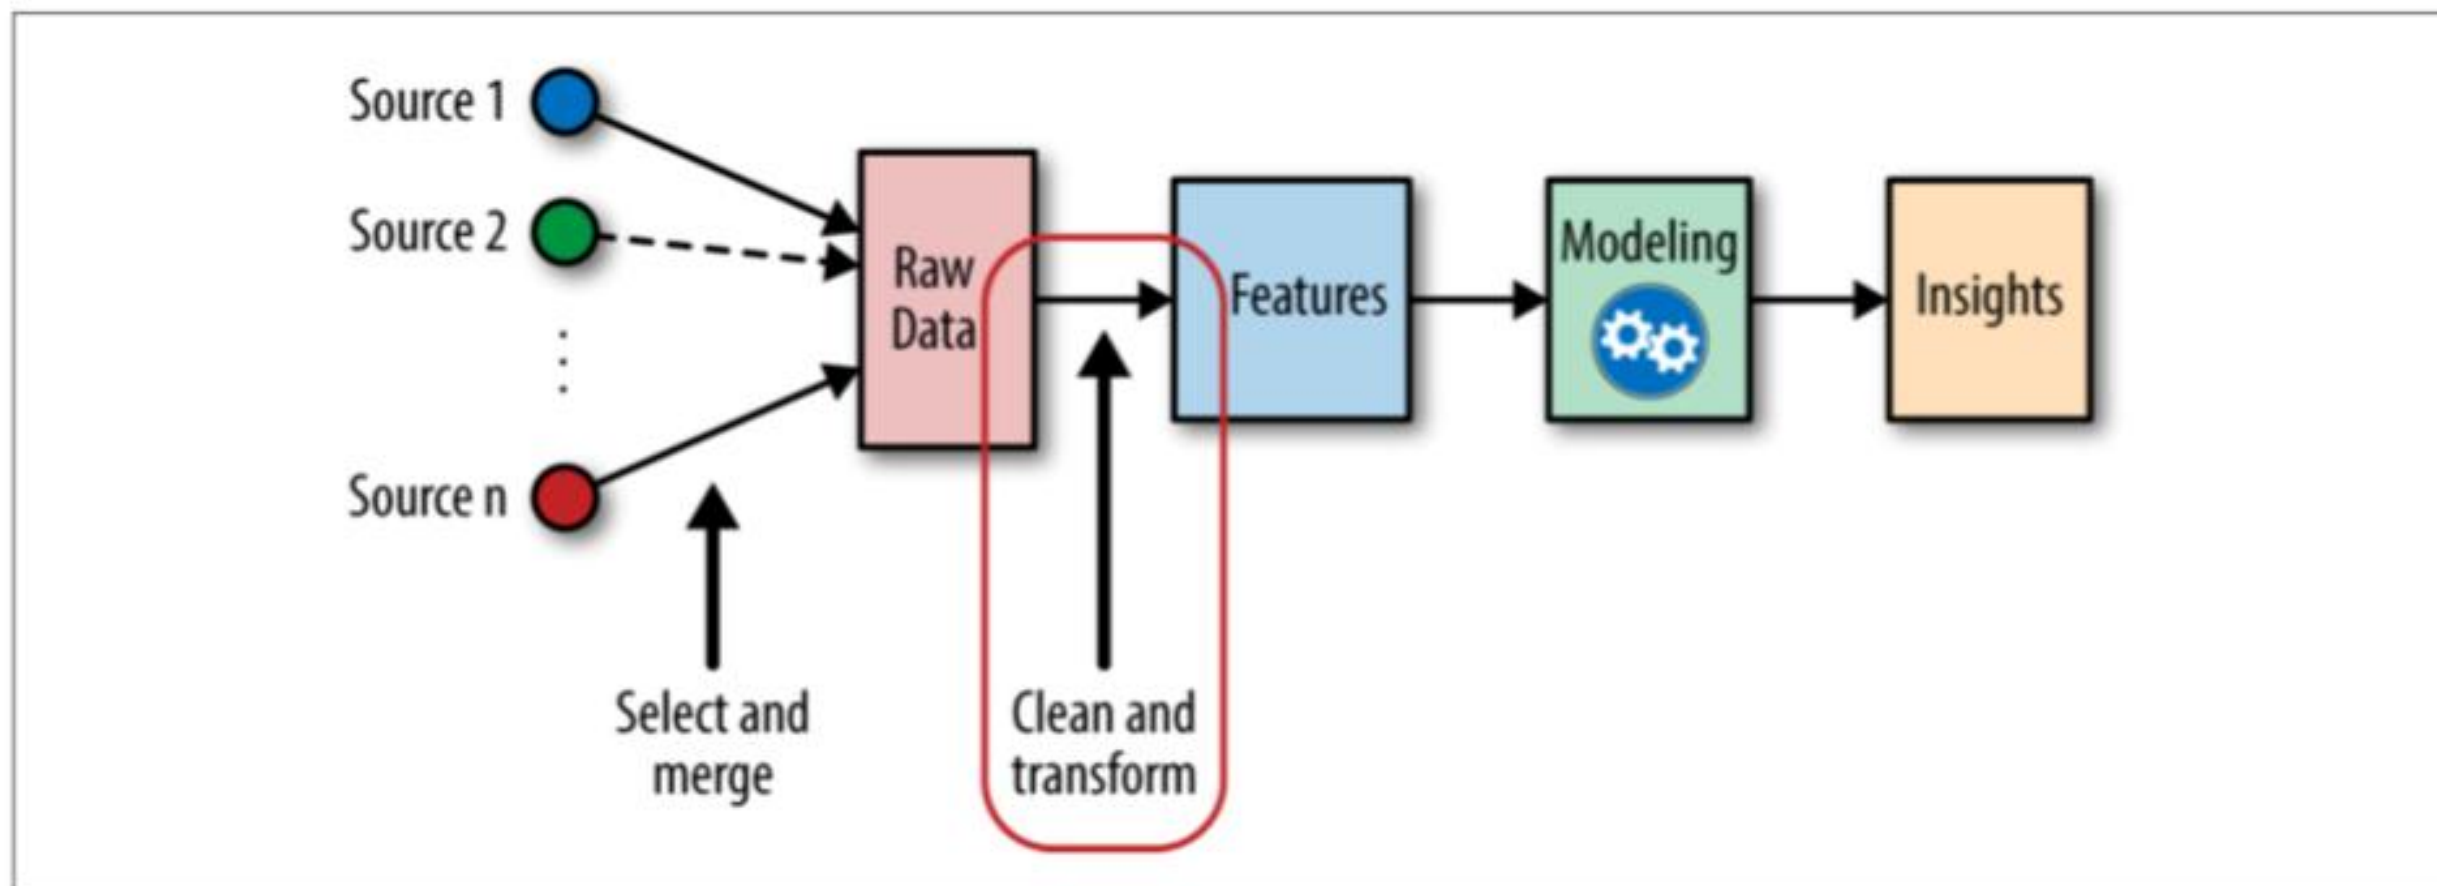 Source 1
Source 2
Source n
Raw
Data
Features
Modeling
Insights
Select and
merge
Clean and
transform